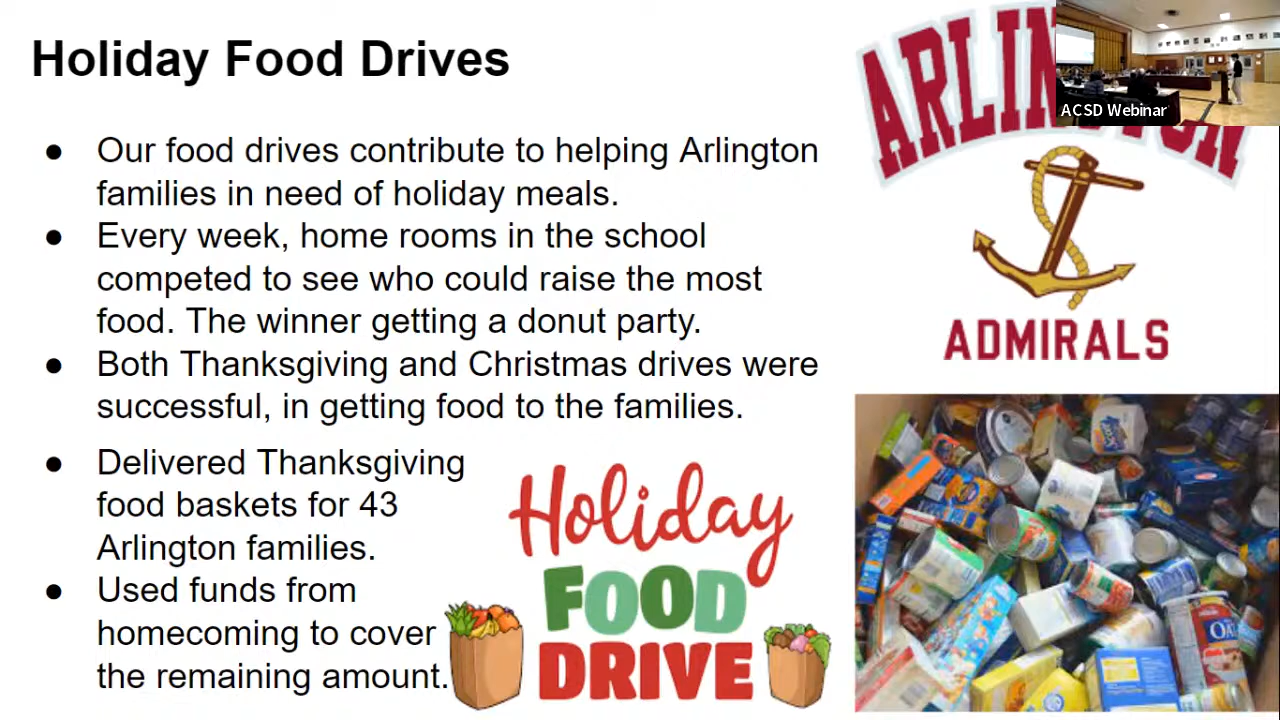 Holiday Food Drives
● Our food drives contribute to helping Arlington
families in need of holiday meals.
● Every week, home rooms in the school
competed to see who could raise the most
food. The winner getting a donut party.
● Both Thanksgiving and Christmas drives were
successful, in getting food to the families.
● Delivered Thanksgiving
food baskets for 43
Arlington families.
● Used funds from
homecoming to cover
the remaining amount.
Holiday
FOOD
DRIVE
ACSD Webinar
ADMIRALS